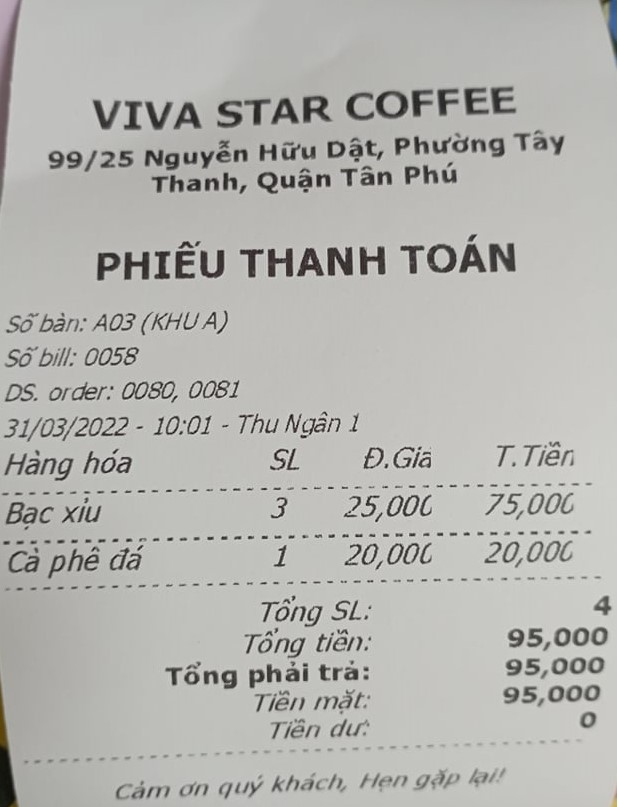 VIVA STAR COFFEE
99/25 Nguyễn Hữu Dật, Phường Tây
Thanh, Quận Tân Phú
PHIẾU THANH TOÁN
Số bàn: A03 (KHU A)
Số bill: 0058
DS. order: 0080, 0081
31/03/2022 - 10:01 - Thu Ngân 1
Hàng hóa SL Đ.Giá T.Tiền
Bạc xỉu 3 25,000 75,000
Cà phê đá 1 20,000 20,000
Tổng SL: 4
Tổng tiền: 95,000
Tổng phải trả: 95,000
Tiền mặt: 95,000
Tiền dư: 0
Cảm ơn quý khách, Hẹn gặp lại!